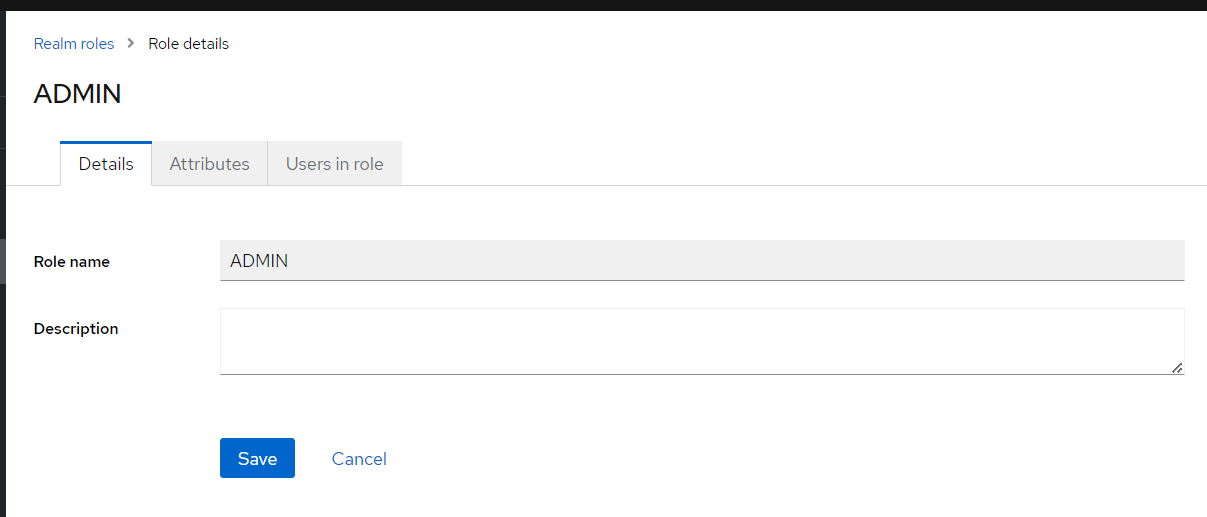 Realm roles > Role details
ADMIN
Details Attributes Users in role
Role name ADMIN
Description
Save Cancel